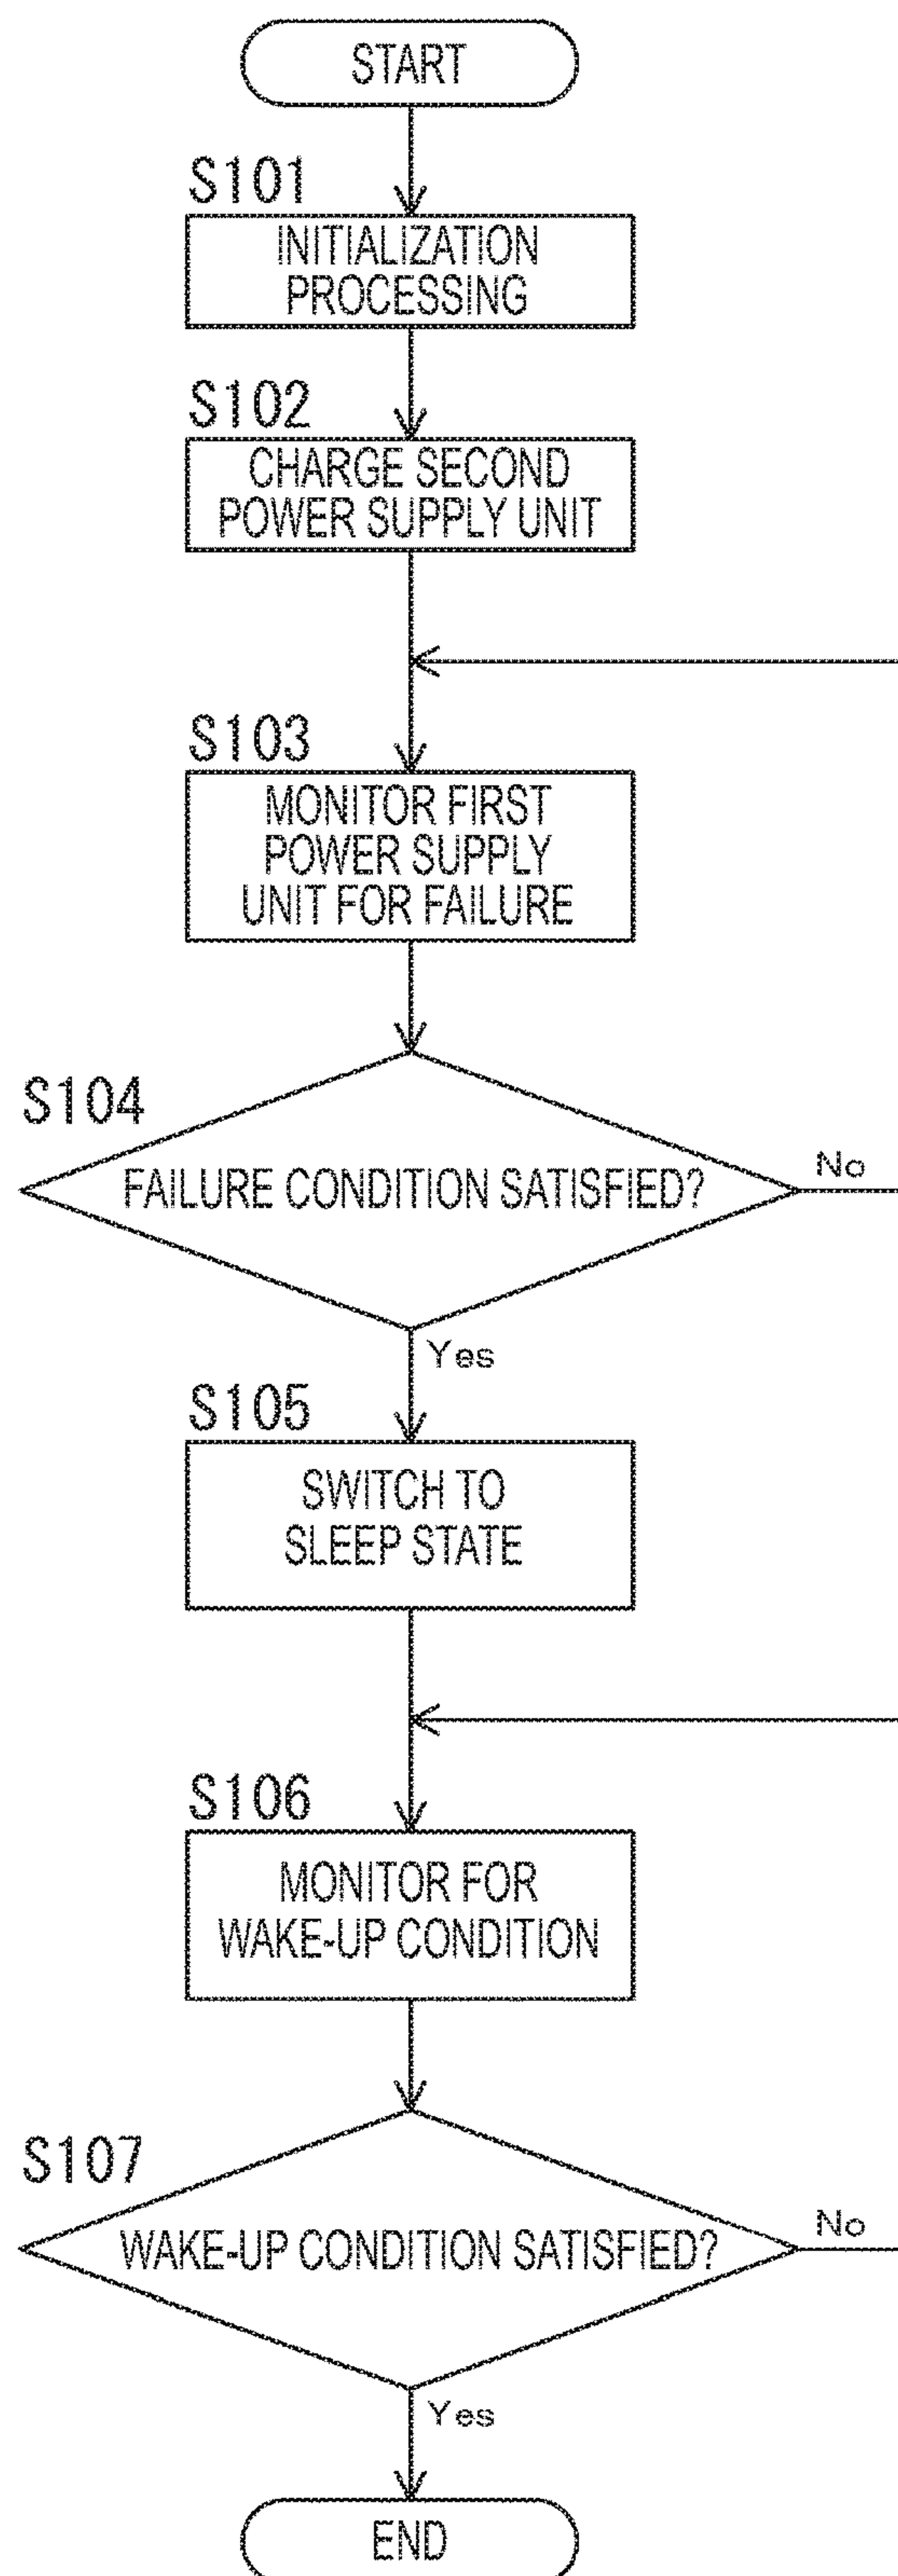 START
S101
INITIALIZATION
PROCESSING
S102
CHARGE SECOND
POWER SUPPLY UNIT
S103
MONITOR FIRST
POWER SUPPLY
UNIT FOR FAILURE
S104
FAILURE CONDITION SATISFIED?
No
Yes
S105
SWITCH TO
SLEEP STATE
S106
MONITOR FOR
WAKE-UP CONDITION
S107
WAKE-UP CONDITION SATISFIED?
No
Yes
END